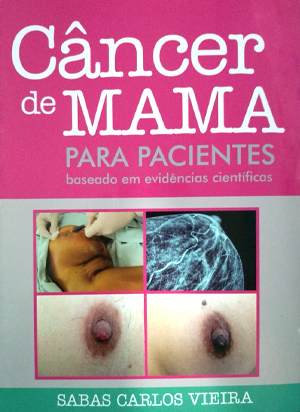 Câncer
de MAMA
PARA PACIENTES
baseado em evidências científicas
SABAS CARLOS VIEIRA